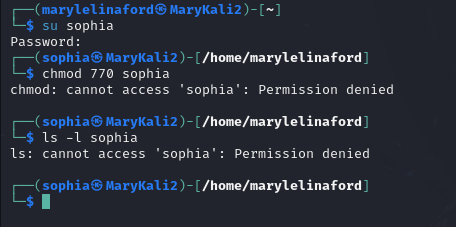 ┌──(marylelinaford㉿MaryKali2)-[~]
└─$ su sophia
Password:
┌──(sophia㉿MaryKali2)-[/home/marylelinaford]
└─$ chmod 770 sophia
chmod: cannot access 'sophia': Permission denied
┌──(sophia㉿MaryKali2)-[/home/marylelinaford]
└─$ ls -l sophia
ls: cannot access 'sophia': Permission denied
┌──(sophia㉿MaryKali2)-[/home/marylelinaford]
└─$